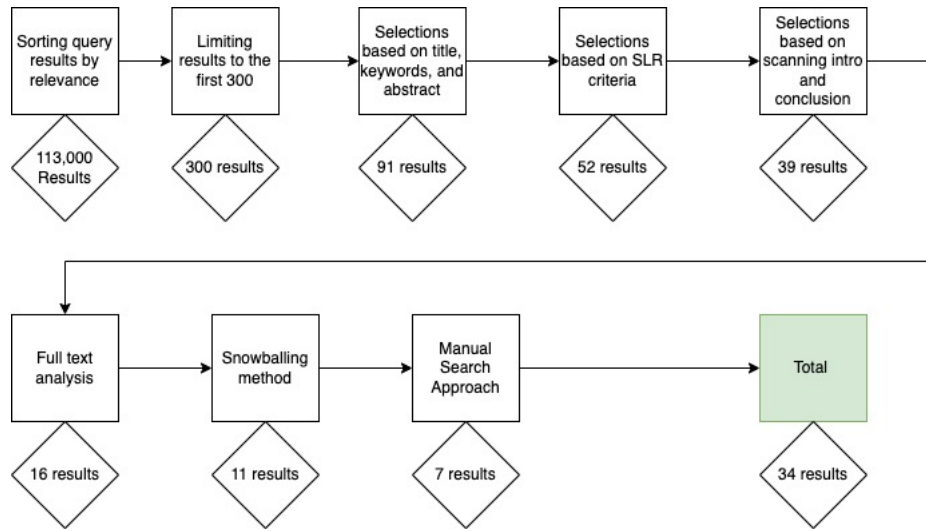 Sorting query
results by
relevance
Limiting
results to the
first 300
Selections
based on title,
keywords, and
abstract
Selections
based on SLR
criteria
Selections
based on
scanning intro
and
conclusion
113,000
Results
300 results
91 results
52 results
39 results
Full text
analysis
Snowballing
method
Manual
Search
Approach
Total
16 results
11 results
7 results
34 results